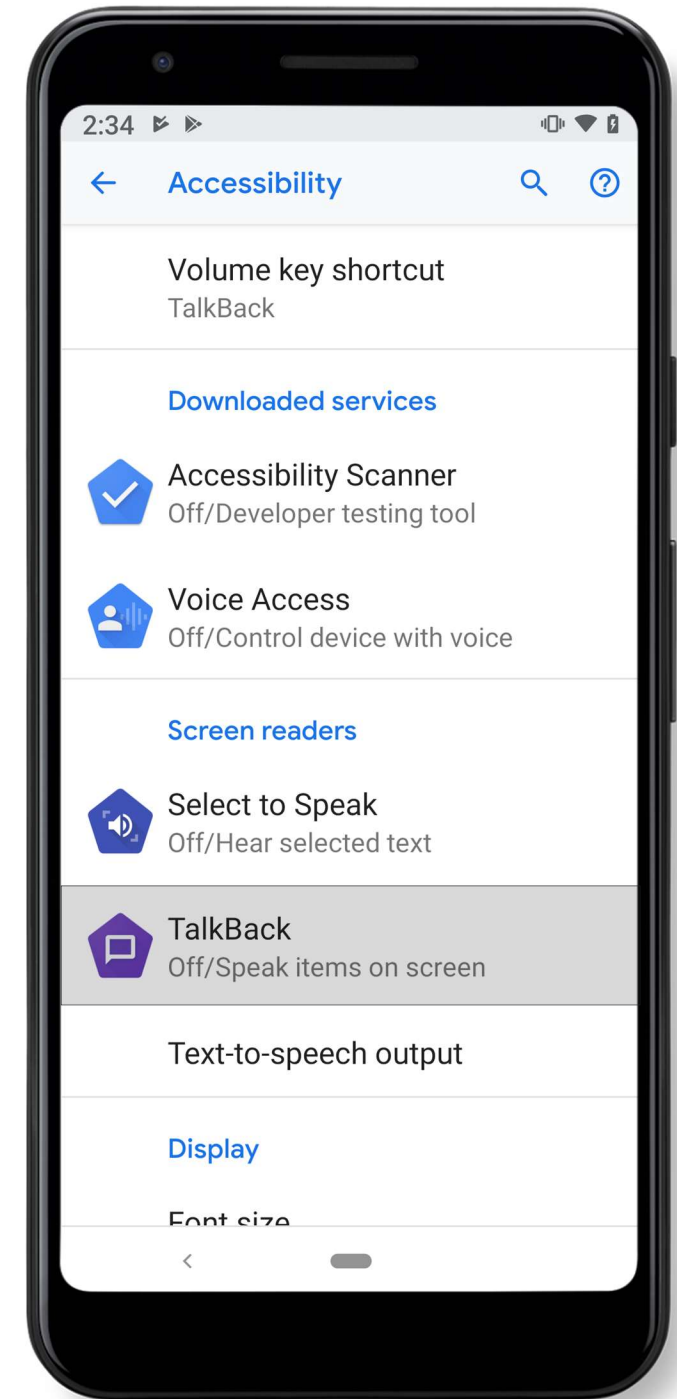 2:34
Accessibility
Volume key shortcut
TalkBack
Downloaded services
Accessibility Scanner
Off/Developer testing tool
Voice Access
Off/Control device with voice
Screen readers
Select to Speak
Off/Hear selected text
TalkBack
Off/Speak items on screen
Text-to-speech output
Display
Font size